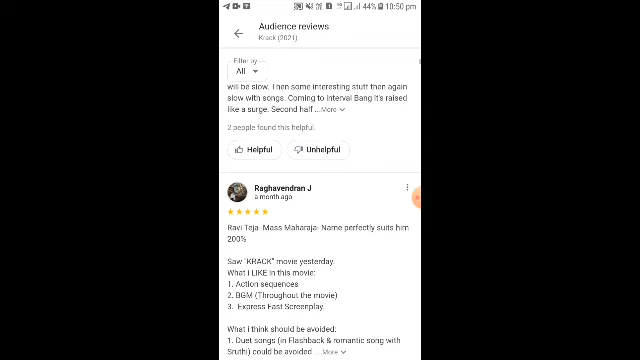 44% 10:50 pm
Audience reviews
Krack (2021)
Filter by
All
will be slow. Then some interesting stuff then again
slow with songs. Coming to Interval Bang It's raised
like a surge. Second half ...More
2 people found this helpful.
Helpful Unhelpful
Raghavendran J
a month ago
Ravi Teja- Mass Maharaja- Name perfectly suits him
200%
Saw "KRACK" movie yesterday.
What i LIKE in this movie:
1. Action sequences
2. BGM (Throughout the movie)
3. Express Fast Screenplay.
What i think should be avoided:
1. Duet songs (in Flashback & romantic song with
Sruthi) could be avoided ...More